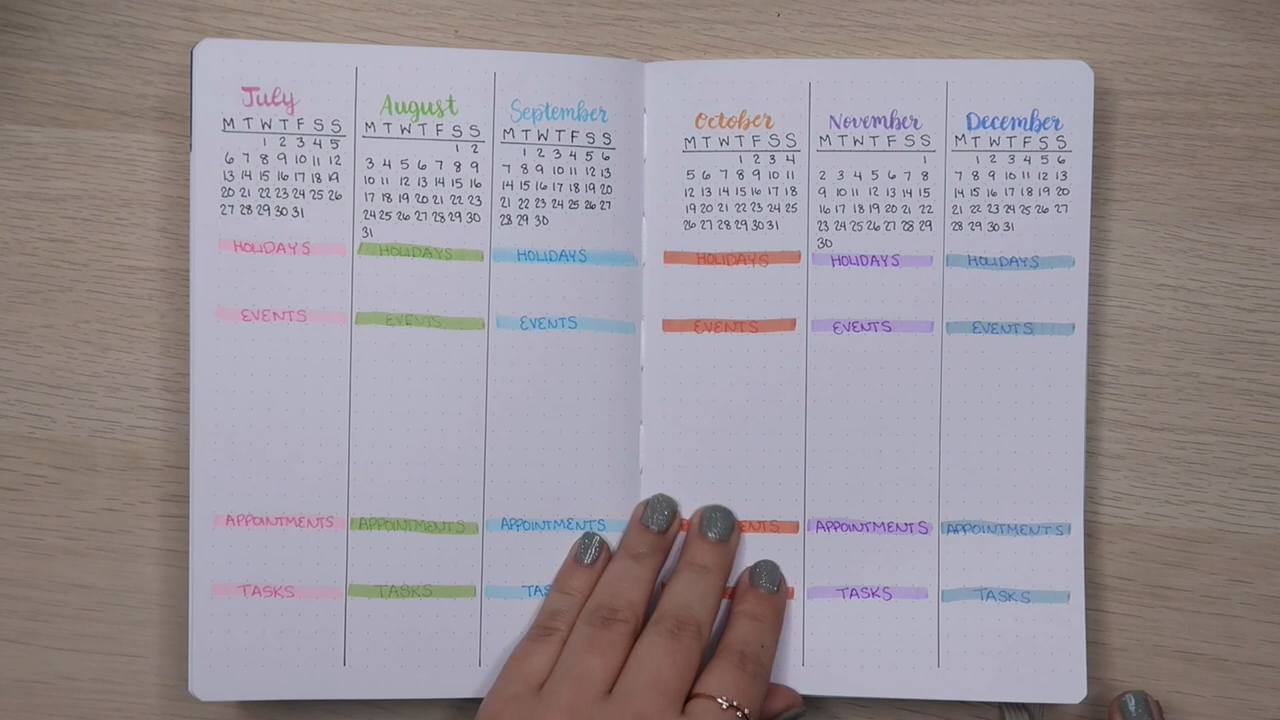 July
M T W T F S S
1 2 3 4 5
6 7 8 9 10 11 12
13 14 15 16 17 18 19
20 21 22 23 24 25 26
27 28 29 30 31
HOLIDAYS
EVENTS
APPOINTMENTS
TASKS
August
M T W T F S S
1 2
3 4 5 6 7 8 9
10 11 12 13 14 15 16
17 18 19 20 21 22 23
24 25 26 27 28 29 30
31
HOLIDAYS
EVENTS
APPOINTMENTS
TASKS
September
M T W T F S S
1 2 3 4 5 6
7 8 9 10 11 12 13
14 15 16 17 18 19 20
21 22 23 24 25 26 27
28 29 30
HOLIDAYS
EVENTS
APPOINTMENTS
TAS
October
M T W T F S S
1 2 3 4
5 6 7 8 9 10 11
12 13 14 15 16 17 18
19 20 21 22 23 24 25
26 27 28 29 30 31
HOLIDAYS
EVENTS
ENTS
November
M T W T F S S
1
2 3 4 5 6 7 8
9 10 11 12 13 14 15
16 17 18 19 20 21 22
23 24 25 26 27 28 29
30
HOLIDAYS
EVENTS
APPOINTMENTS
TASKS
December
M T W T F S S
1 2 3 4 5 6
7 8 9 10 11 12 13
14 15 16 17 18 19 20
21 22 23 24 25 26 27
28 29 30 31
HOLIDAYS
EVENTS
APPOINTMENTS
TASKS